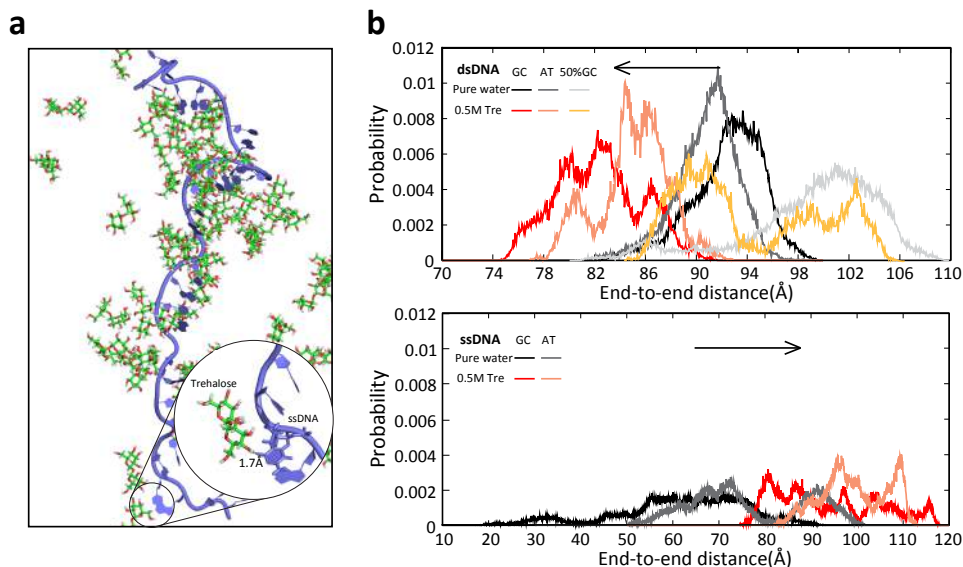 a
Trehalose
ssDNA
1.7Å
b
0.012
0.01
0.008
0.006
0.004
0.002
0
Probability
dsDNA GC AT 50%GC
Pure water
0.5M Tre
70 74 78 82 86 90 94 98 102 106 110
End-to-end distance(Å)
0.012
0.01
0.008
0.006
0.004
0.002
0
Probability
ssDNA GC AT
Pure water
0.5M Tre
10 20 30 40 50 60 70 80 90 100 110 120
End-to-end distance(Å)